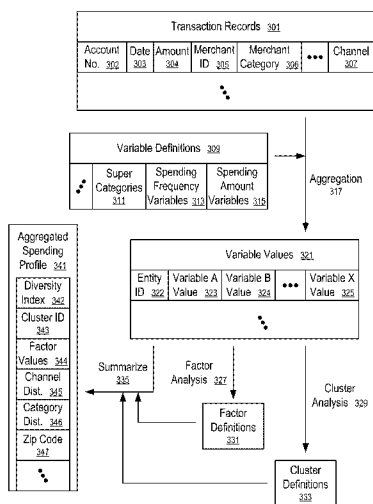 Transaction Records 301
Account No. 302
Date 303
Amount 304
Merchant ID 305
Merchant Category 306
•••
Channel 307
Variable Definitions 309
Super Categories 311
Spending Frequency Variables 313
Spending Amount Variables 315
Aggregation 317
Aggregated Spending Profile 341
Diversity Index 342
Cluster ID 343
Factor Values 344
Channel Dist. 345
Category Dist. 346
Zip Code 347
Variable Values 321
Entity ID 322
Variable A Value 323
Variable B Value 324
•••
Variable X Value 325
Summarize 335
Factor Analysis 327
Cluster Analysis 329
Factor Definitions 331
Cluster Definitions 333